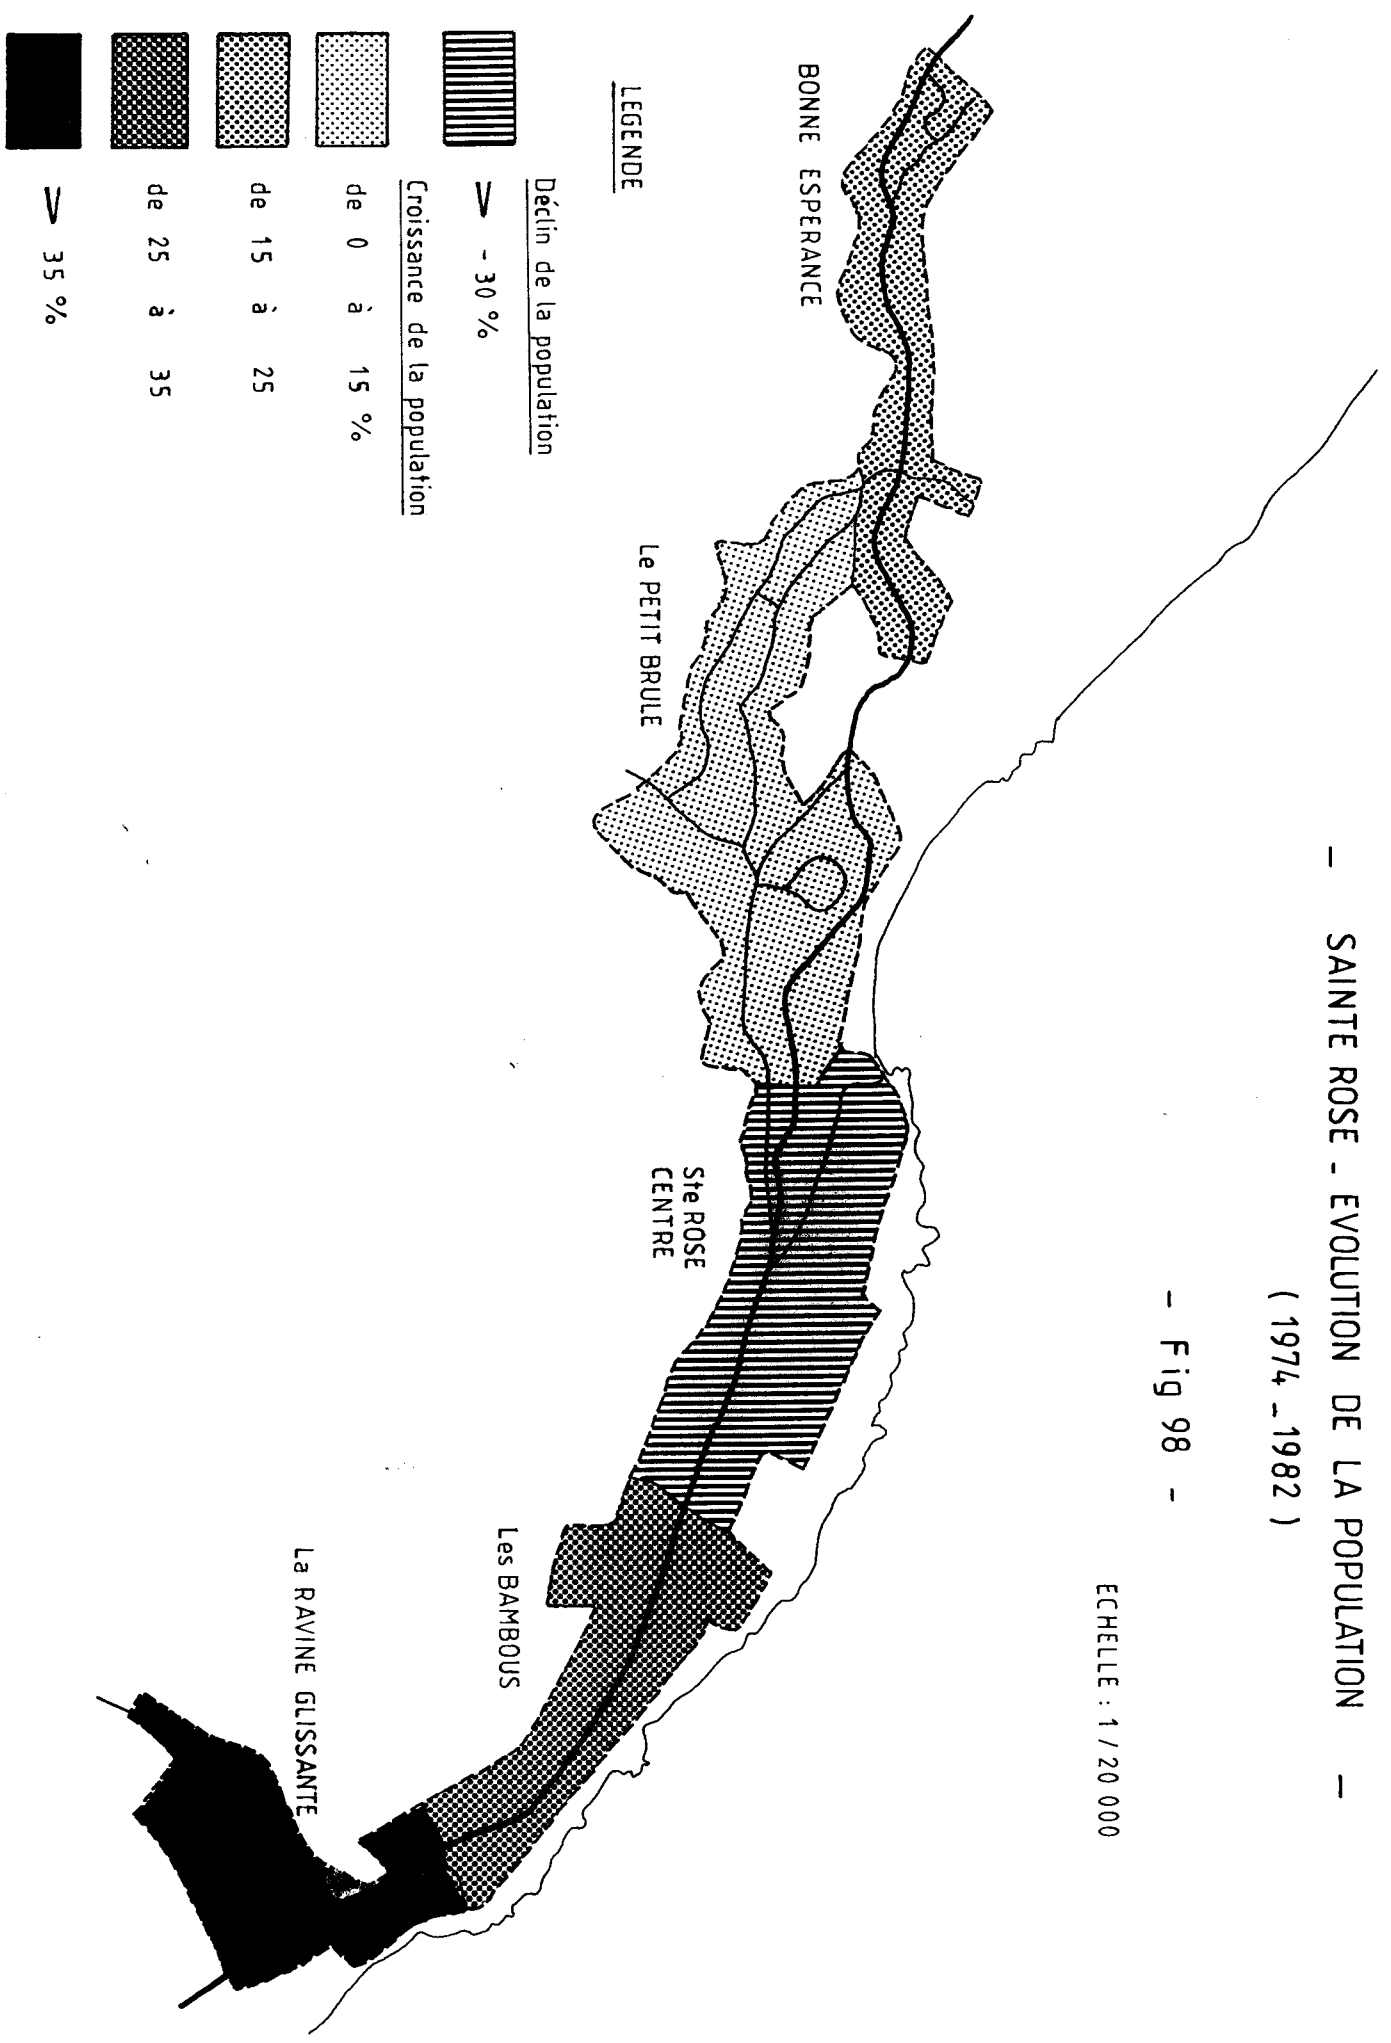 - SAINTE ROSE - EVOLUTION DE LA POPULATION -
( 1974 - 1982 )
- Fig 98 -
ECHELLE : 1 / 20 000
BONNE ESPERANCE
Le PETIT BRULE
Ste ROSE
CENTRE
Les BAMBOUS
La RAVINE GLISSANTE
LEGENDE
Déclin de la population
> - 30 %
Croissance de la population
de 0 à 15 %
de 15 à 25
de 25 à 35
> 35 %